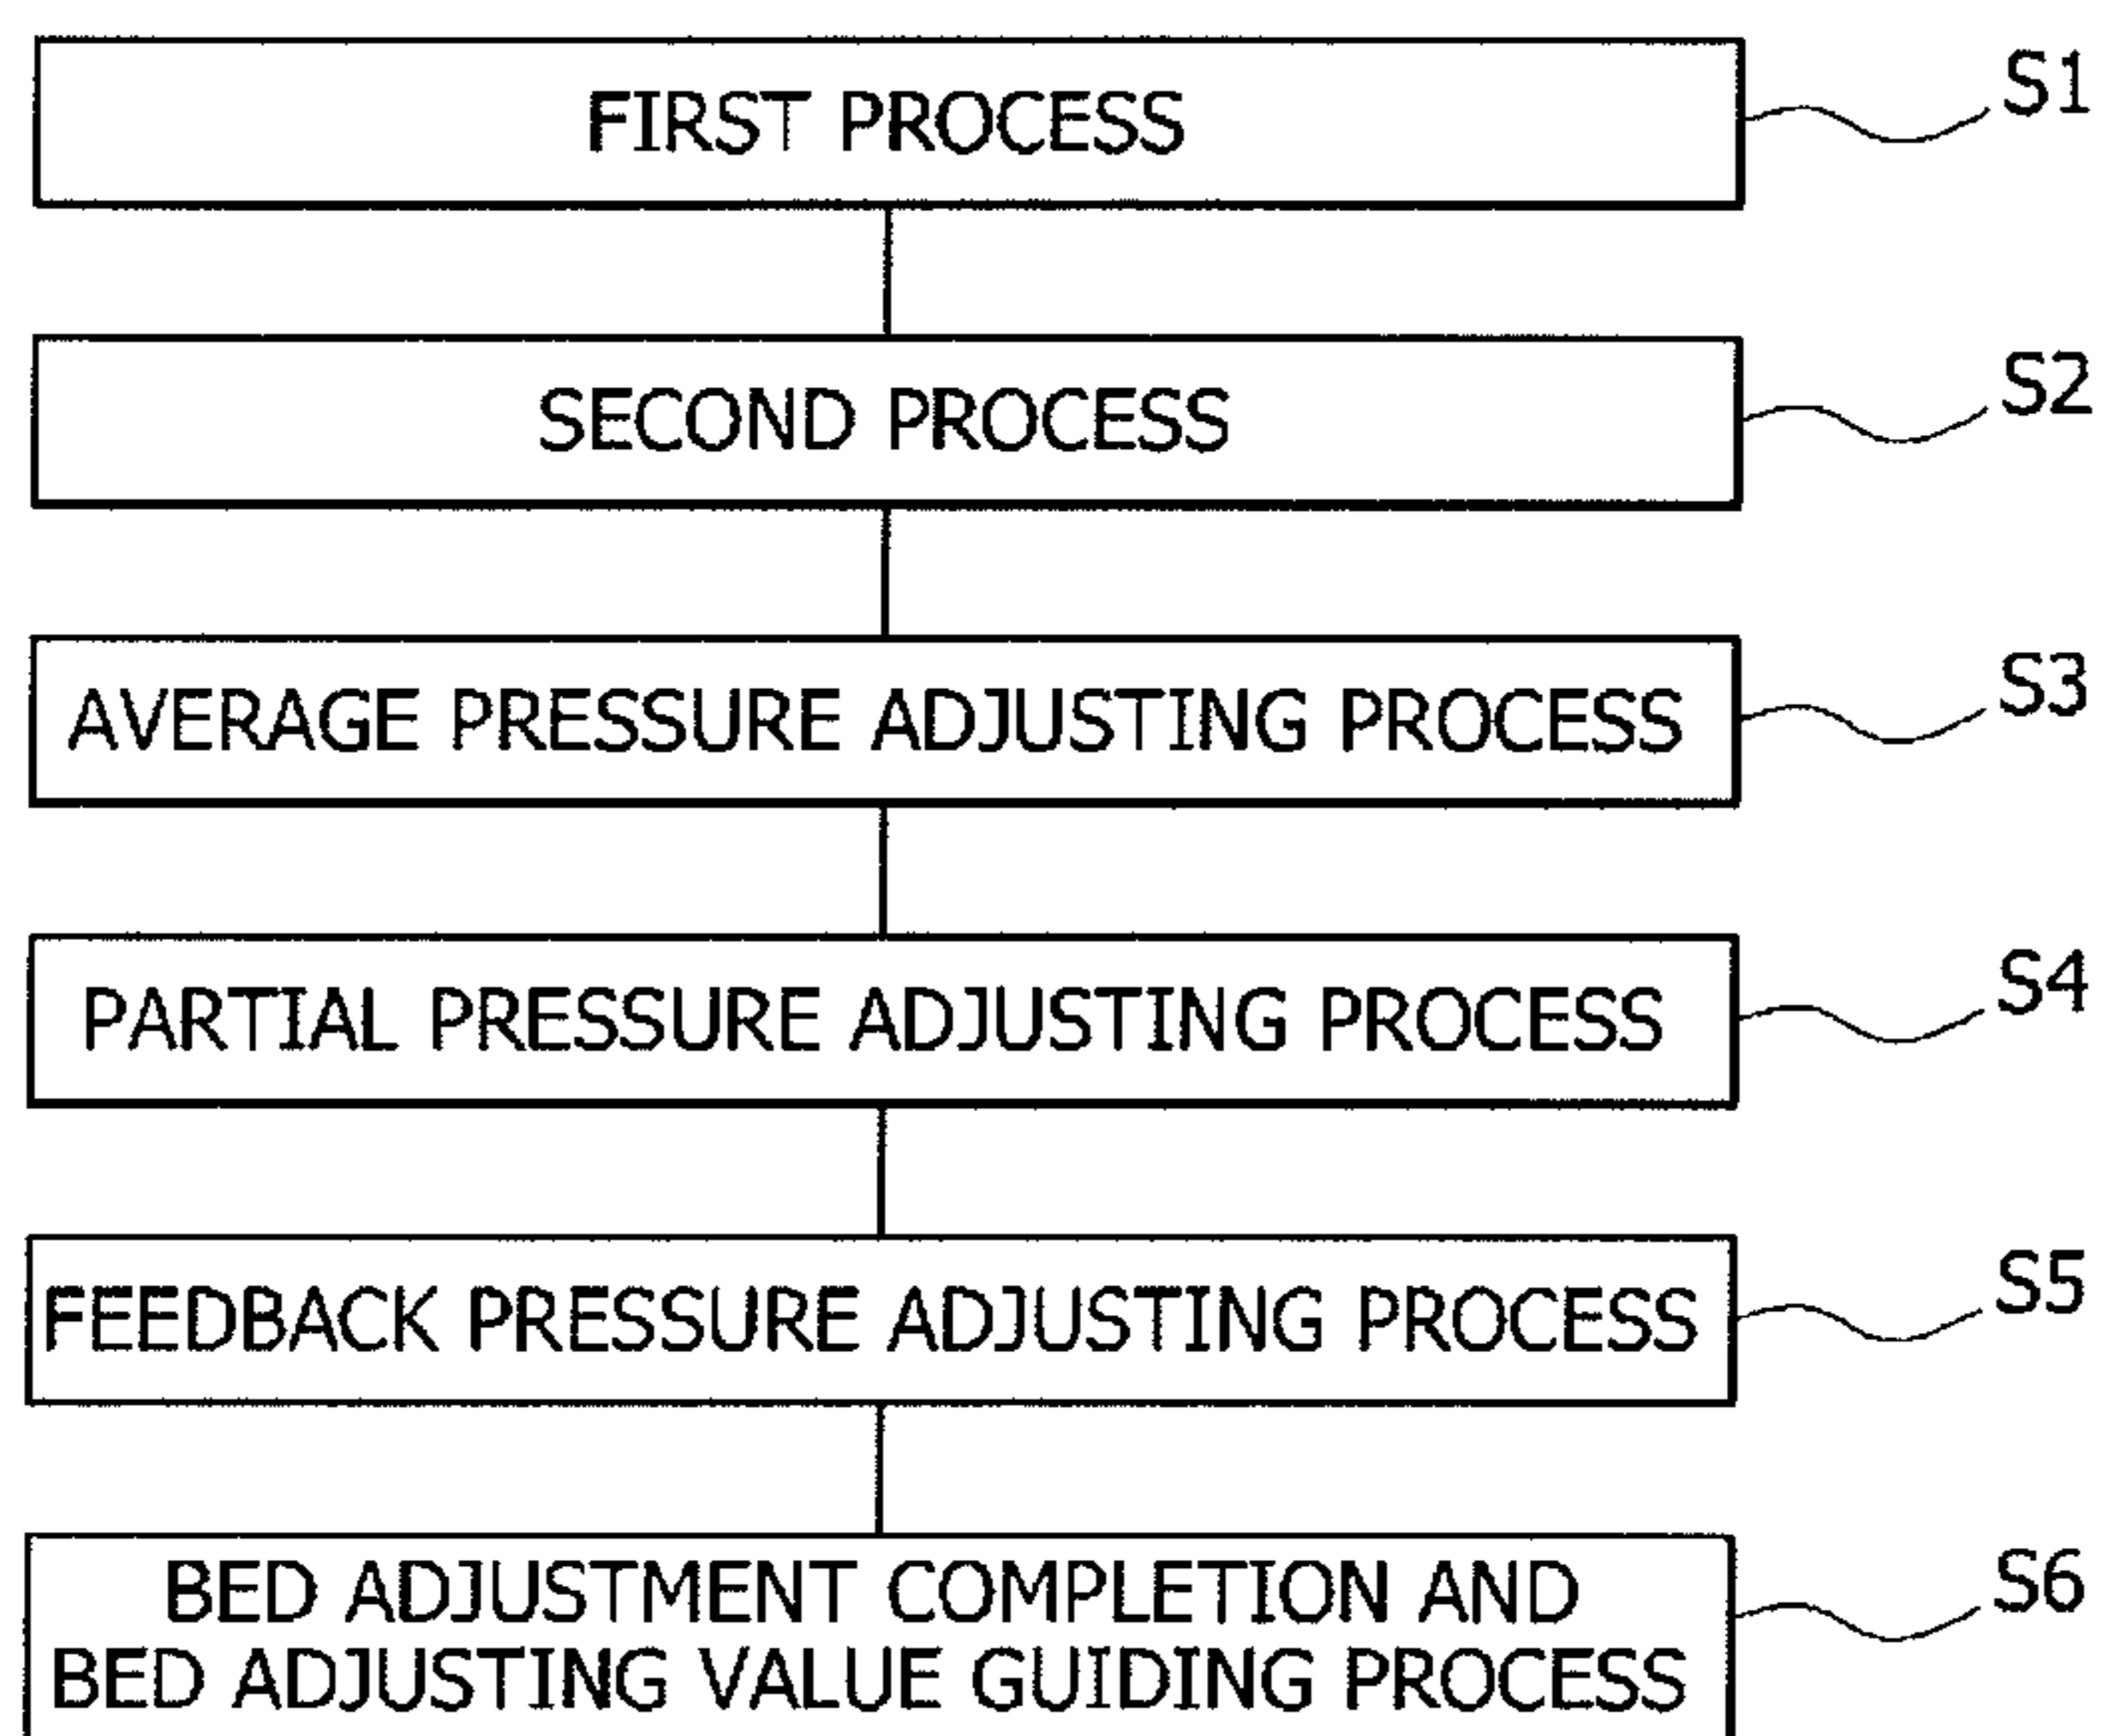 FIRST PROCESS
S1
SECOND PROCESS
S2
AVERAGE PRESSURE ADJUSTING PROCESS
S3
PARTIAL PRESSURE ADJUSTING PROCESS
S4
FEEDBACK PRESSURE ADJUSTING PROCESS
S5
BED ADJUSTMENT COMPLETION AND
BED ADJUSTING VALUE GUIDING PROCESS
S6